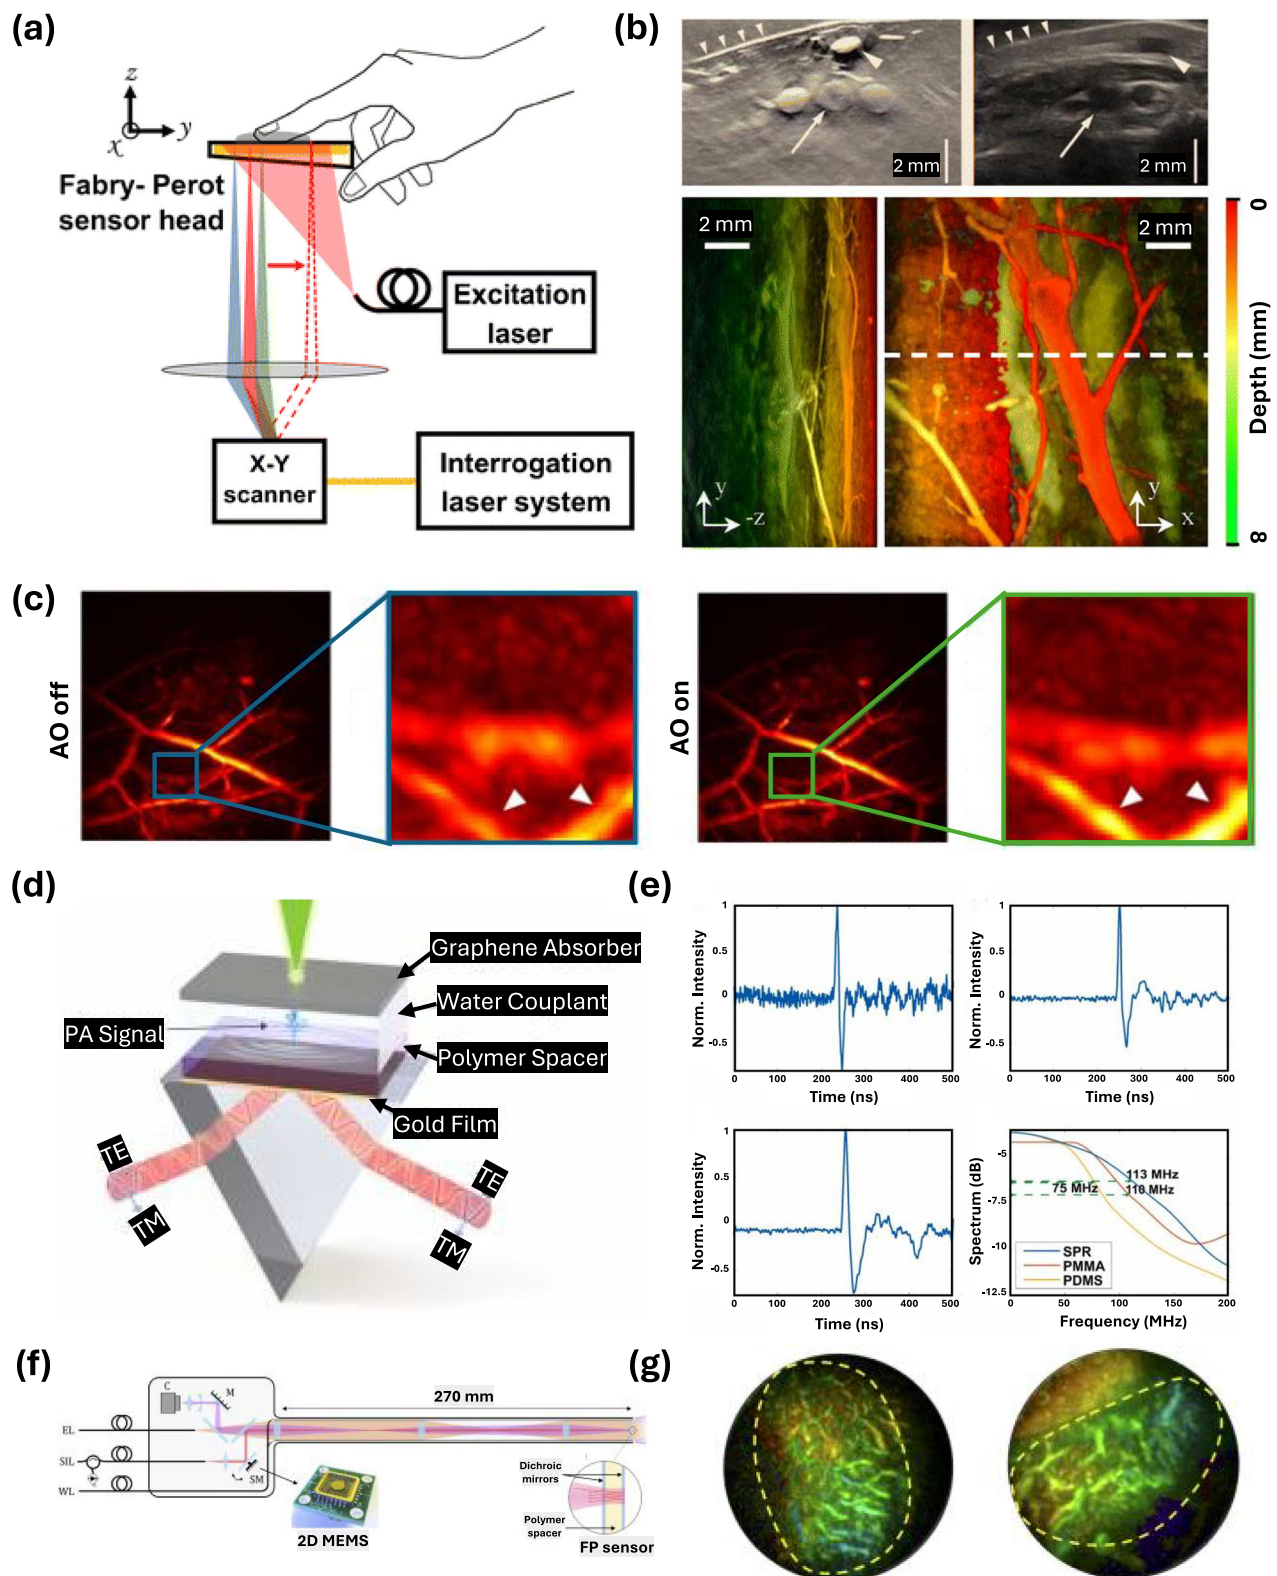 (a)
z
y
x
Fabry- Perot
sensor head
Excitation
laser
X-Y
scanner
Interrogation
laser system
(b)
2 mm
2 mm
2 mm
2 mm
y
-z
y
x
0
Depth (mm)
8
(c)
AO off
AO on
(d)
Graphene Absorber
Water Couplant
PA Signal
Polymer Spacer
Gold Film
TE
TM
TE
TM
(e)
Norm. Intensity
1
0.5
0
-0.5
0 100 200 300 400 500
Time (ns)
Norm. Intensity
1
0.5
0
-0.5
0 100 200 300 400 500
Time (ns)
Norm. Intensity
1
0.5
0
-0.5
0 100 200 300 400 500
Time (ns)
Spectrum (dB)
-5
-7.5
-10
-12.5
113 MHz
75 MHz
110 MHz
SPR
PMMA
PDMS
0 50 100 150 200
Frequency (MHz)
(f)
C
M
270 mm
EL
SIL
SM
WL
2D MEMS
Dichroic
mirrors
Polymer
spacer
FP sensor
(g)